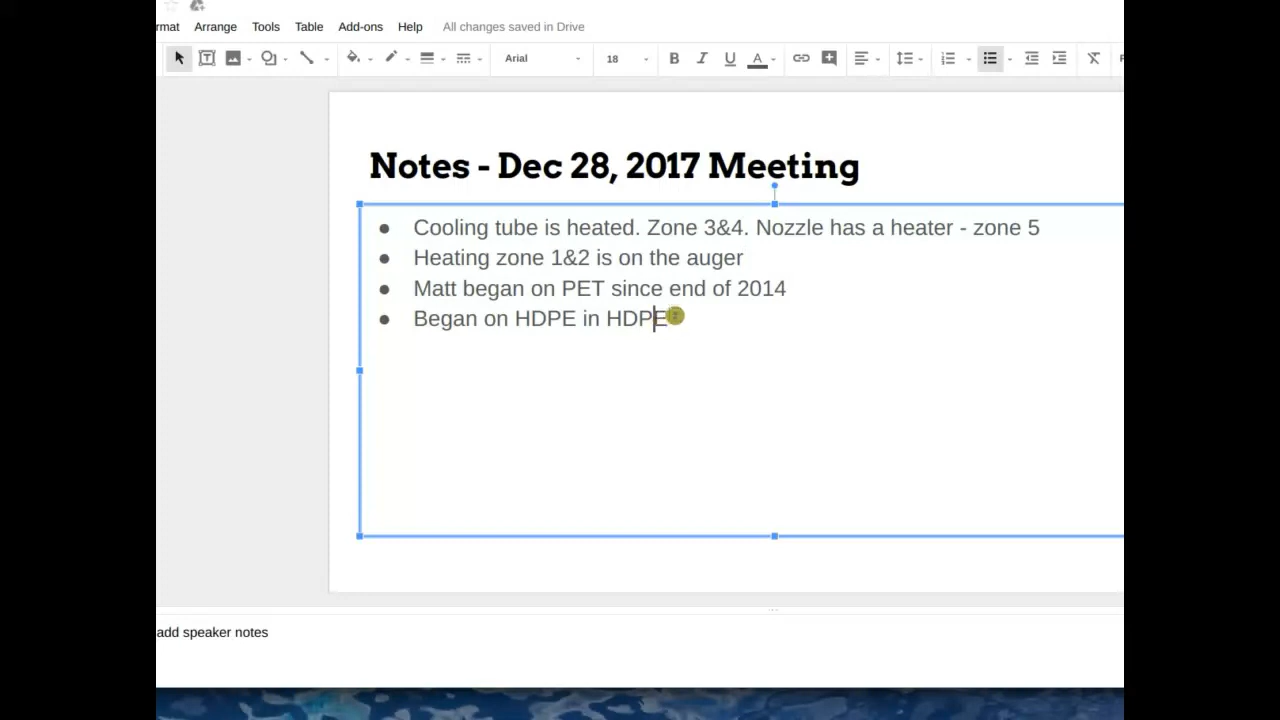 rmat Arrange Tools Table Add-ons Help All changes saved in Drive
Arial 18 B I U A
Notes - Dec 28, 2017 Meeting
● Cooling tube is heated. Zone 3&4. Nozzle has a heater - zone 5
● Heating zone 1&2 is on the auger
● Matt began on PET since end of 2014
● Began on HDPE in HDPE
add speaker notes